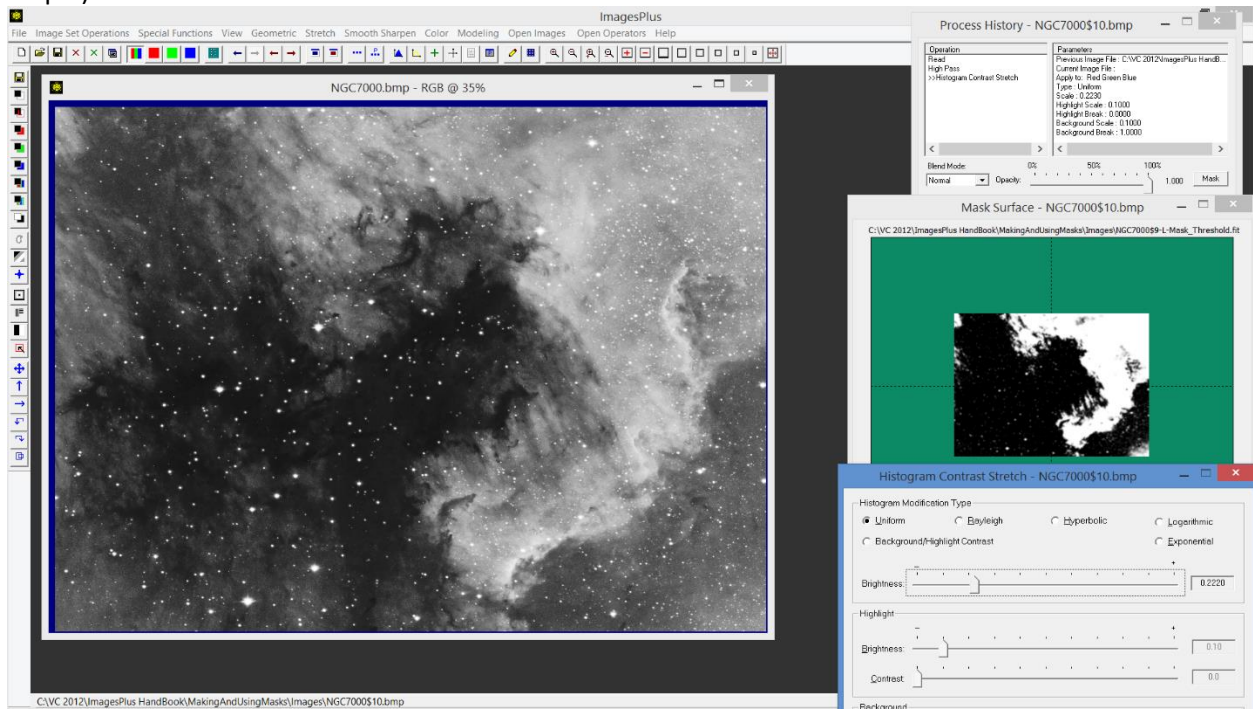 ImagesPlus
File Image Set Operations Special Functions View Geometric Stretch Smooth Sharpen Color Modeling Open Images Open Operators Help
NGC7000.bmp - RGB @ 35%
Process History - NGC7000$10.bmp
Operation
Read
High Pass
>>Histogram Contrast Stretch
Parameters
Previous Image File : C:\VC 2012\ImagesPlus HandB...
Current Image File :
Apply to: Red Green Blue
Type : Uniform
Scale : 0.2230
Highlight Scale : 0.1000
Highlight Break : 0.0000
Background Scale : 0.1000
Background Break : 1.0000
Blend Mode: 0% 50% 100%
Normal Opacity: 1.000 Mask
Mask Surface - NGC7000$10.bmp
C:\VC 2012\ImagesPlus HandBook\MakingAndUsingMasks\Images\NGC7000$9-L-Mask_Threshold.fit
Histogram Contrast Stretch - NGC7000$10.bmp
Histogram Modification Type
Uniform Rayleigh Hyperbolic Logarithmic
Background/Highlight Contrast Exponential
Brightness: - + 0.2220
Highlight
Brightness: - + 0.10
Contrast: 0.0
Background
C:\VC 2012\ImagesPlus HandBook\MakingAndUsingMasks\Images\NGC7000$10.bmp